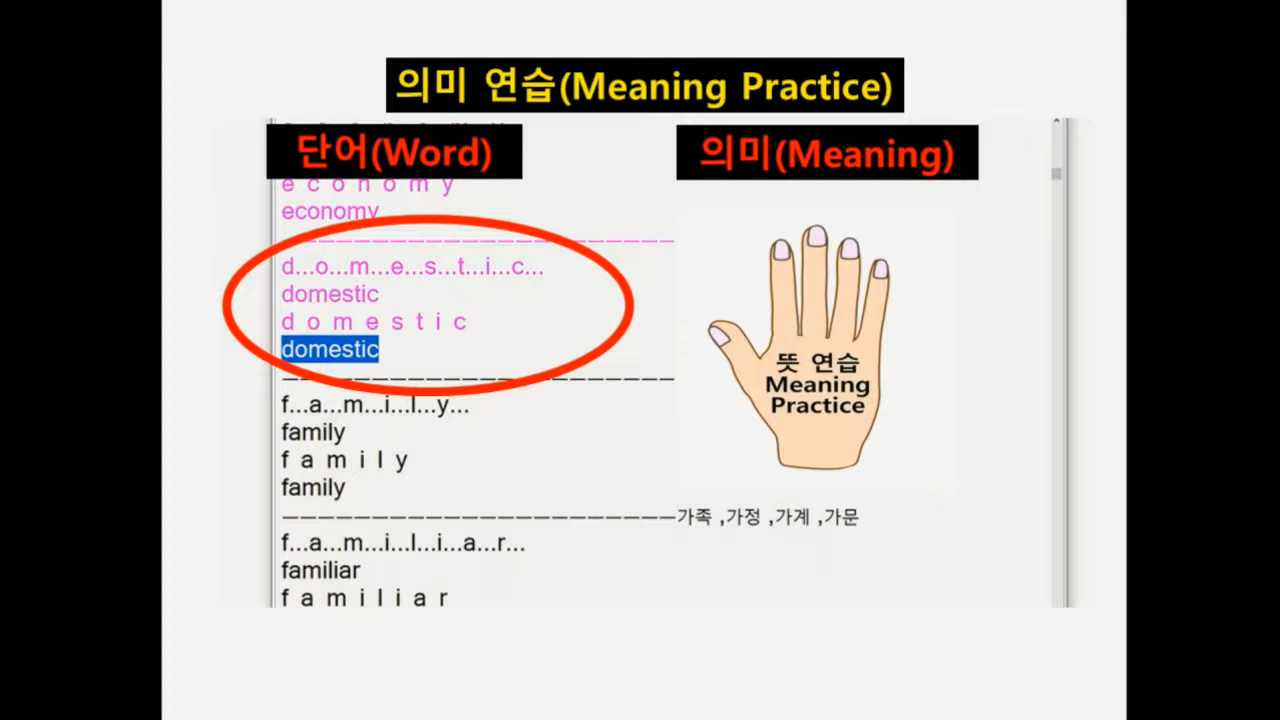 의미 연습(Meaning Practice)
단어(Word)
의미(Meaning)
e c o n o m y
economy
d...o...m...e...s...t...i...c...
domestic
d o m e s t i c
domestic
뜻 연습
Meaning
Practice
f...a...m...i...l...y...
family
f a m i l y
family
가족 ,가정 ,가계 ,가문
f...a...m...i...l...i...a...r...
familiar
f a m i l i a r